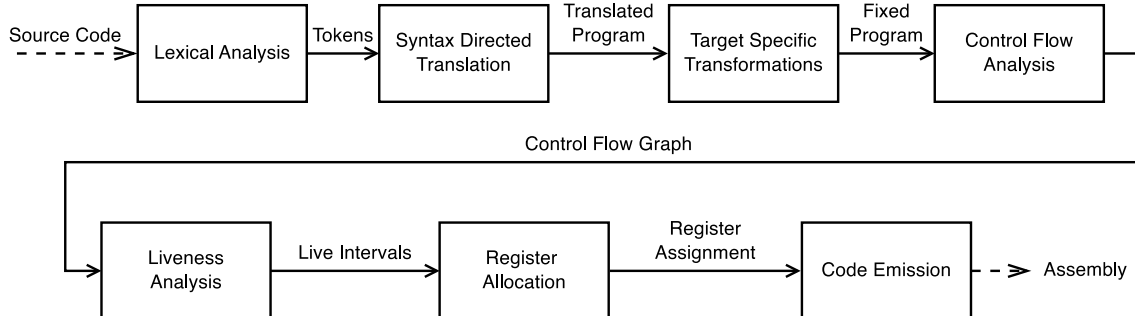 Source Code
Lexical Analysis
Tokens
Syntax Directed
Translation
Translated
Program
Target Specific
Transformations
Fixed
Program
Control Flow
Analysis
Control Flow Graph
Liveness
Analysis
Live Intervals
Register
Allocation
Register
Assignment
Code Emission
Assembly